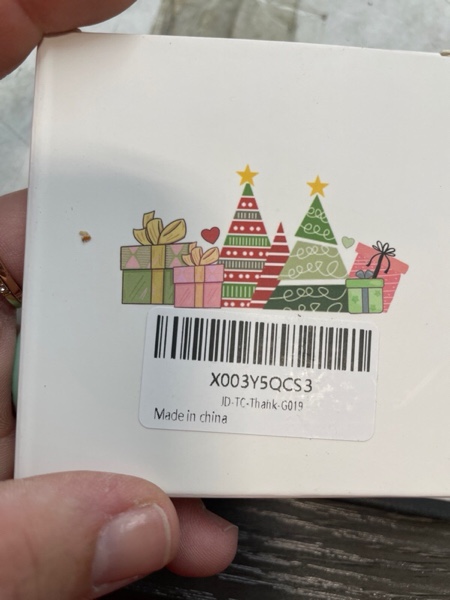 X003Y5QCS3
ID-TC-Thank-G019
Made in china